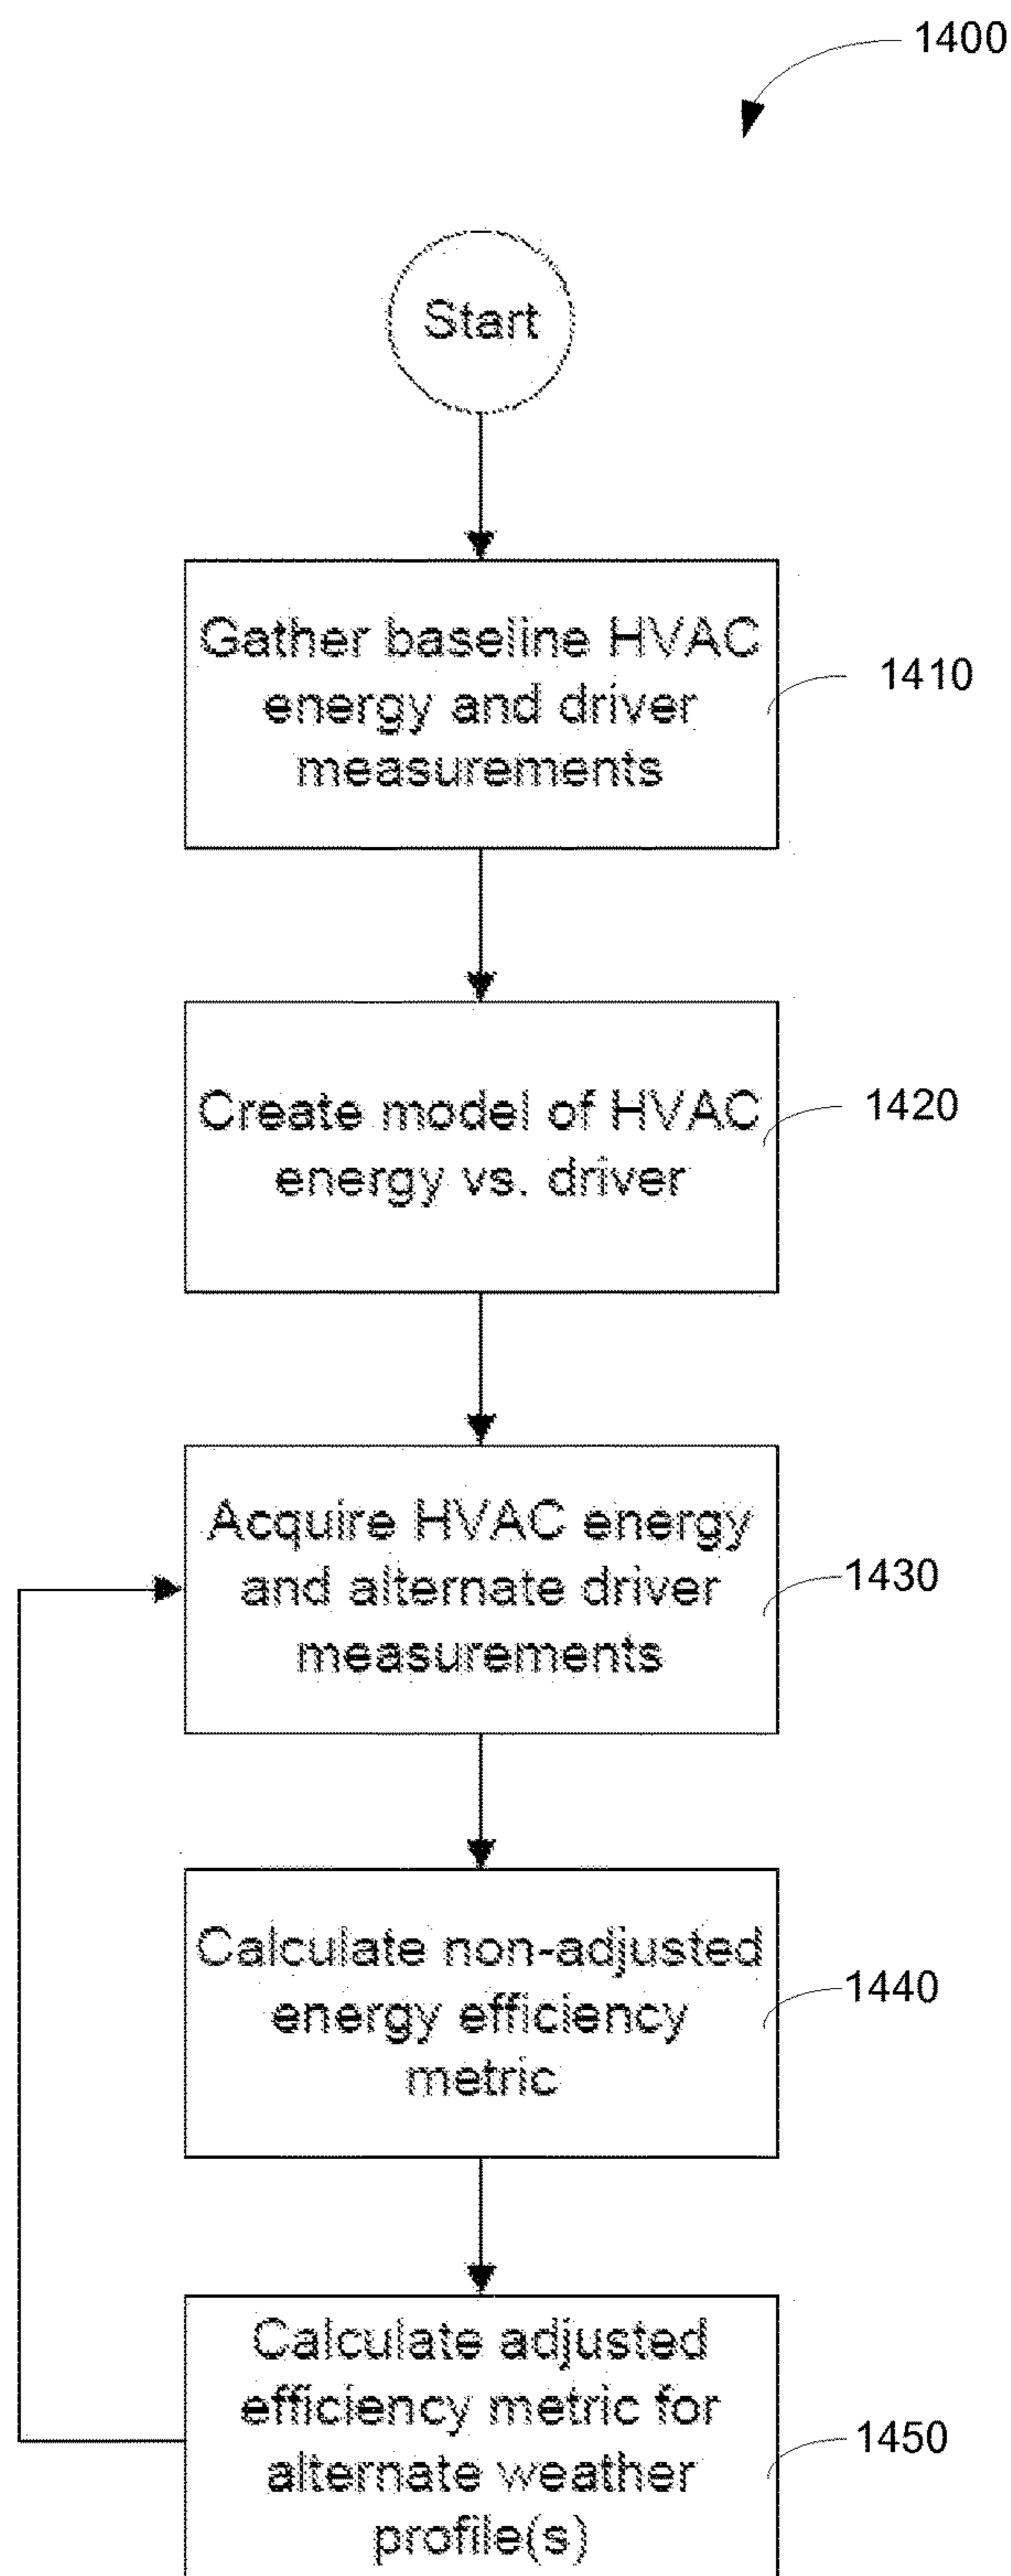 1400
Start
Gather baseline HVAC
energy and driver
measurements
1410
Create model of HVAC
energy vs. driver
1420
Acquire HVAC energy
and alternate driver
measurements
1430
Calculate non-adjusted
energy efficiency
metric
1440
Calculate adjusted
efficiency metric for
alternate weather
profile(s)
1450